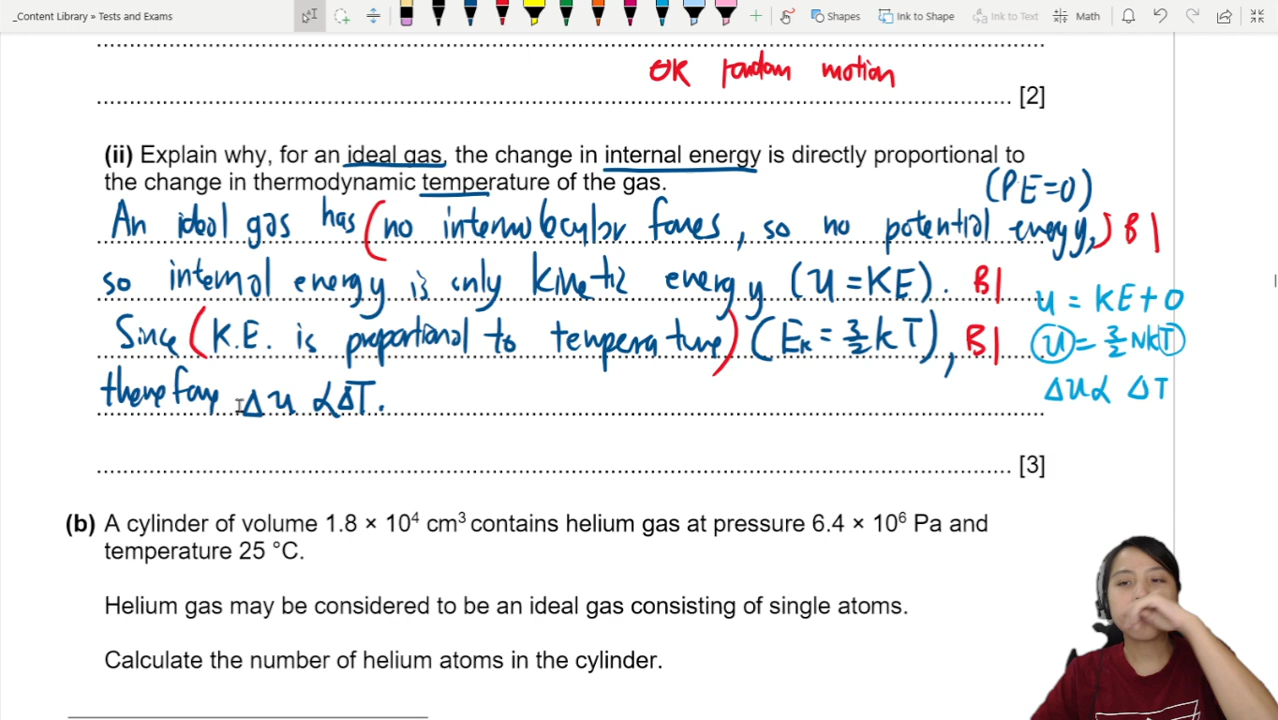 _Content Library » Tests and Exams
Shapes
Ink to Shape
Ink to Text
Math
OR random motion
[2]
(ii) Explain why, for an ideal gas, the change in internal energy is directly proportional to
the change in thermodynamic temperature of the gas.
(PE=0)
An ideal gas has (no intermolecular forces, so no potential energy,) B1
so internal energy is only kinetic energy (U = KE). B1
U = KE + 0
Since (K.E. is proportional to temperature) (Ek = 3/2 kT), B1
U = 3/2 NkT
therefore ΔU ∝ ΔT.
ΔU ∝ ΔT
[3]
(b) A cylinder of volume 1.8 × 10⁴ cm³ contains helium gas at pressure 6.4 × 10⁶ Pa and
temperature 25 °C.
Helium gas may be considered to be an ideal gas consisting of single atoms.
Calculate the number of helium atoms in the cylinder.